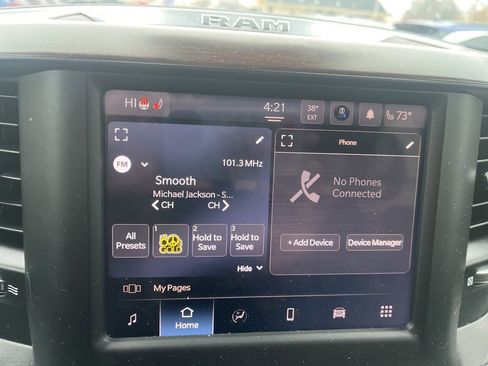 RAM
HI
4:21
38°
EXT
73°
FM
101.3 MHz
Smooth
Michael Jackson - S...
CH CH
All Presets
1
GOLD
2
Hold to Save
3
Hold to Save
Hide
My Pages
Phone
No Phones
Connected
+ Add Device
Device Manager
Home